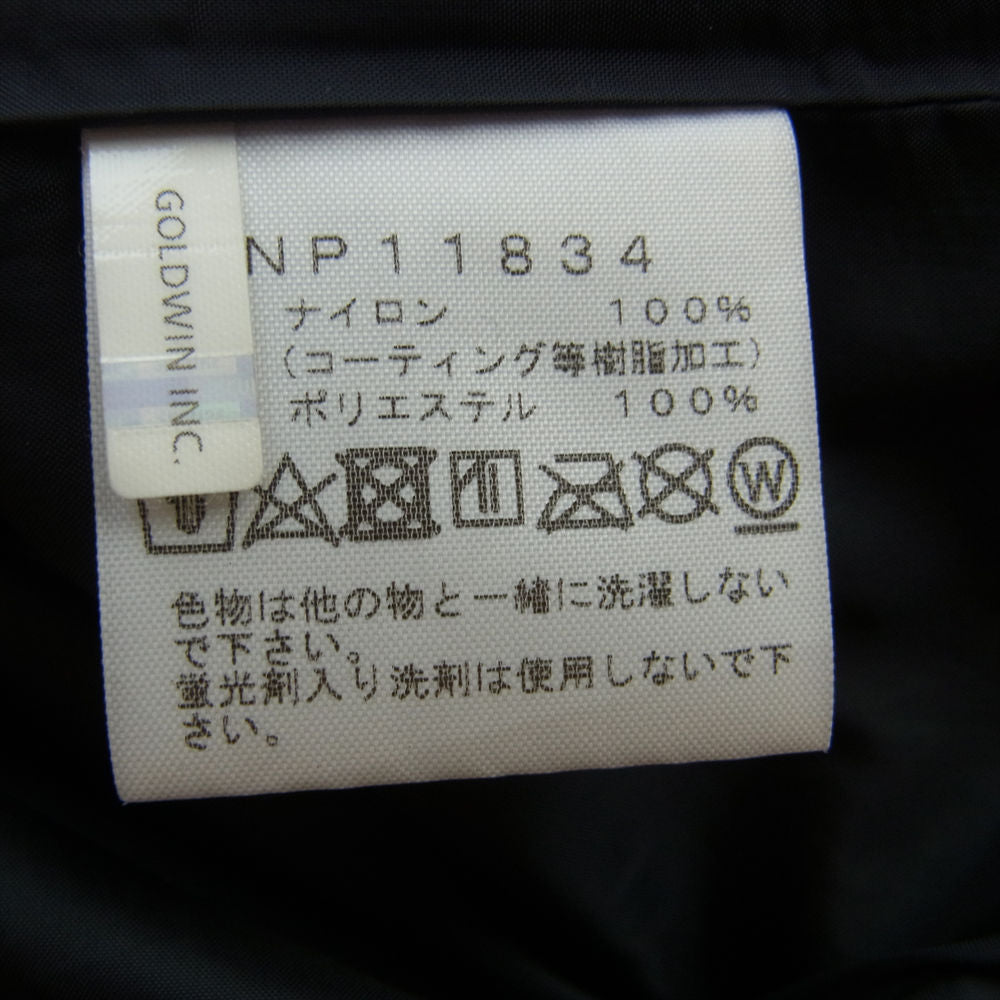 GOLDWIN INC.
NP11834
ナイロン 100%
(コーティング等樹脂加工)
ポリエステル 100%
W
色物は他の物と一緒に洗濯しない
で下さい。
蛍光剤入り洗剤は使用しないで下
さい。